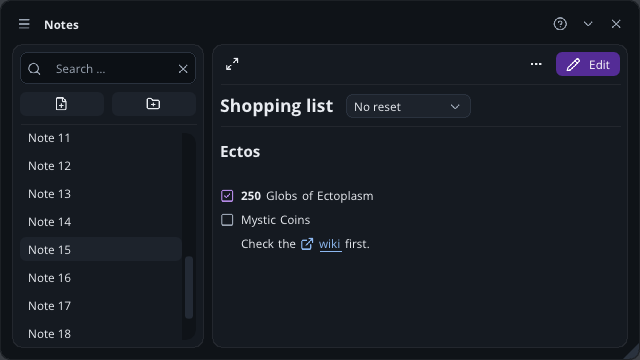 Notes
Search ...
Edit
Shopping list
No reset
Note 11
Note 12
Note 13
Note 14
Note 15
Note 16
Note 17
Note 18
Ectos
250 Globs of Ectoplasm
Mystic Coins
Check the wiki first.